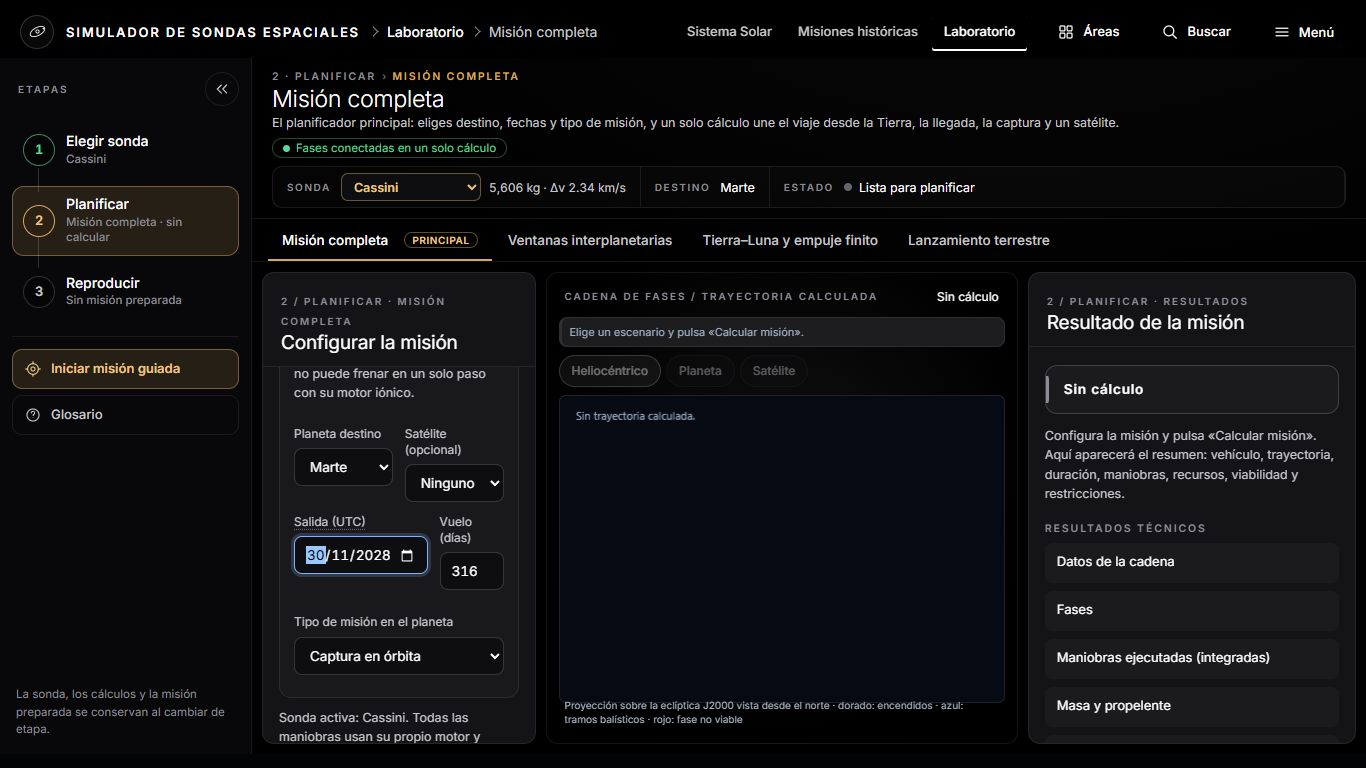 SIMULADOR DE SONDAS ESPACIALES > Laboratorio > Misión completa
Sistema Solar
Misiones históricas
Laboratorio
Áreas
Buscar
Menú
ETAPAS
1
Elegir sonda
Cassini
2
Planificar
Misión completa · sin
calcular
3
Reproducir
Sin misión preparada
Iniciar misión guiada
Glosario
La sonda, los cálculos y la misión
preparada se conservan al cambiar de
etapa.
2 · PLANIFICAR › MISIÓN COMPLETA
Misión completa
El planificador principal: eliges destino, fechas y tipo de misión, y un solo cálculo une el viaje desde la Tierra, la llegada, la captura y un satélite.
Fases conectadas en un solo cálculo
SONDA
Cassini
5,606 kg · Δv 2.34 km/s
DESTINO Marte
ESTADO
Lista para planificar
Misión completa
PRINCIPAL
Ventanas interplanetarias
Tierra–Luna y empuje finito
Lanzamiento terrestre
2 / PLANIFICAR · MISIÓN
COMPLETA
Configurar la misión
no puede frenar en un solo paso
con su motor iónico.
Planeta destino
Marte
Satélite
(opcional)
Ninguno
Salida (UTC)
30/11/2028
Vuelo
(días)
316
Tipo de misión en el planeta
Captura en órbita
Sonda activa: Cassini. Todas las
maniobras usan su propio motor y
CADENA DE FASES / TRAYECTORIA CALCULADA
Sin cálculo
Elige un escenario y pulsa «Calcular misión».
Heliocéntrico
Planeta
Satélite
Sin trayectoria calculada.
Proyección sobre la eclíptica J2000 vista desde el norte · dorado: encendidos · azul:
tramos balísticos · rojo: fase no viable
2 / PLANIFICAR · RESULTADOS
Resultado de la misión
Sin cálculo
Configura la misión y pulsa «Calcular misión».
Aquí aparecerá el resumen: vehículo, trayectoria,
duración, maniobras, recursos, viabilidad y
restricciones.
RESULTADOS TÉCNICOS
Datos de la cadena
Fases
Maniobras ejecutadas (integradas)
Masa y propelente